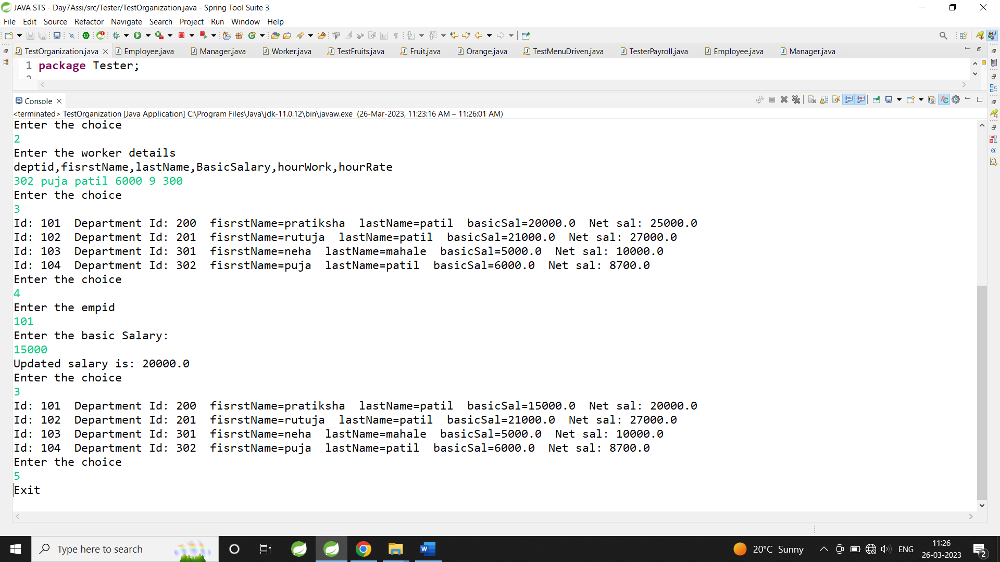 JAVA STS - Day7Assi/src/Tester/TestOrganization.java - Spring Tool Suite 3
File Edit Source Refactor Navigate Search Project Run Window Help
TestOrganization.java Employee.java Manager.java Worker.java TestFruits.java Fruit.java Orange.java TestMenuDriven.java TesterPayroll.java Employee.java Manager.java
1 package Tester;
2
Console
<terminated> TestOrganization [Java Application] C:\Program Files\Java\jdk-11.0.12\bin\javaw.exe (26-Mar-2023, 11:23:16 AM – 11:26:01 AM)
Enter the choice
2
Enter the worker details
deptid,fisrstName,lastName,BasicSalary,hourWork,hourRate
302 puja patil 6000 9 300
Enter the choice
3
Id: 101  Department Id: 200  fisrstName=pratiksha  lastName=patil  basicSal=20000.0  Net sal: 25000.0
Id: 102  Department Id: 201  fisrstName=rutuja  lastName=patil  basicSal=21000.0  Net sal: 27000.0
Id: 103  Department Id: 301  fisrstName=neha  lastName=mahale  basicSal=5000.0  Net sal: 10000.0
Id: 104  Department Id: 302  fisrstName=puja  lastName=patil  basicSal=6000.0  Net sal: 8700.0
Enter the choice
4
Enter the empid
101
Enter the basic Salary:
15000
Updated salary is: 20000.0
Enter the choice
3
Id: 101  Department Id: 200  fisrstName=pratiksha  lastName=patil  basicSal=15000.0  Net sal: 20000.0
Id: 102  Department Id: 201  fisrstName=rutuja  lastName=patil  basicSal=21000.0  Net sal: 27000.0
Id: 103  Department Id: 301  fisrstName=neha  lastName=mahale  basicSal=5000.0  Net sal: 10000.0
Id: 104  Department Id: 302  fisrstName=puja  lastName=patil  basicSal=6000.0  Net sal: 8700.0
Enter the choice
5
Exit
Type here to search
20°C Sunny
ENG
11:26
26-03-2023
2